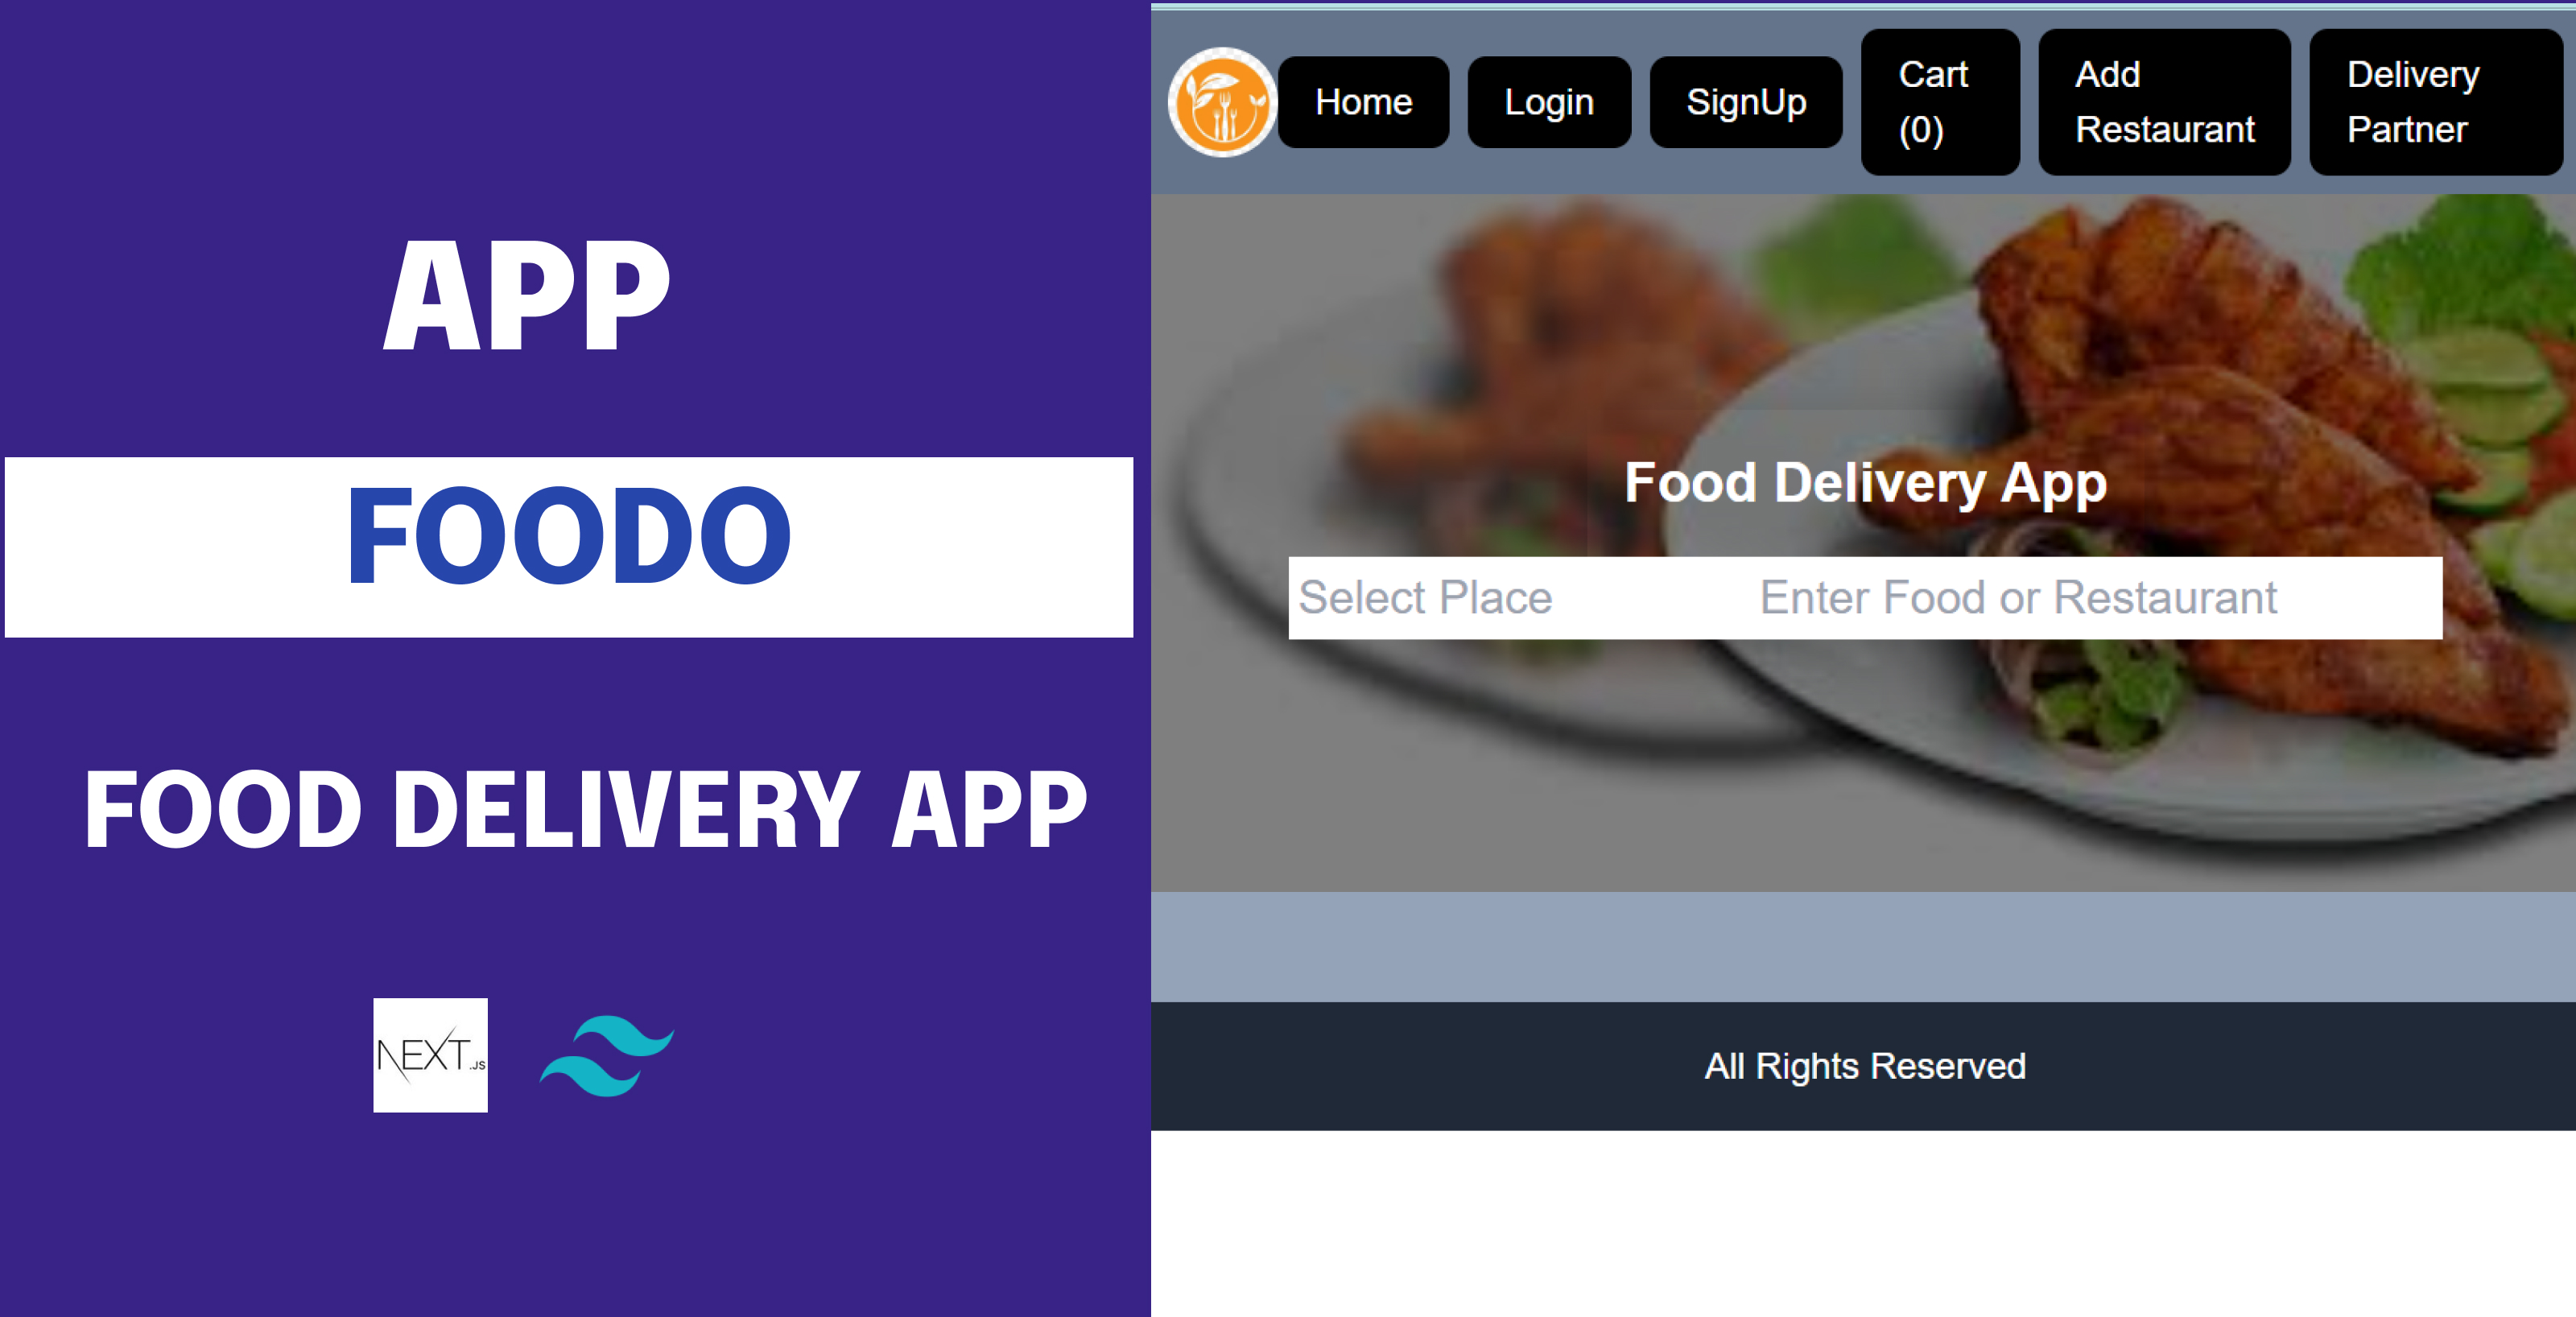 APP
FOODO
FOOD DELIVERY APP
NEXT.JS
Home
Login
SignUp
Cart
(0)
Add
Restaurant
Delivery
Partner
Food Delivery App
Select Place
Enter Food or Restaurant
All Rights Reserved